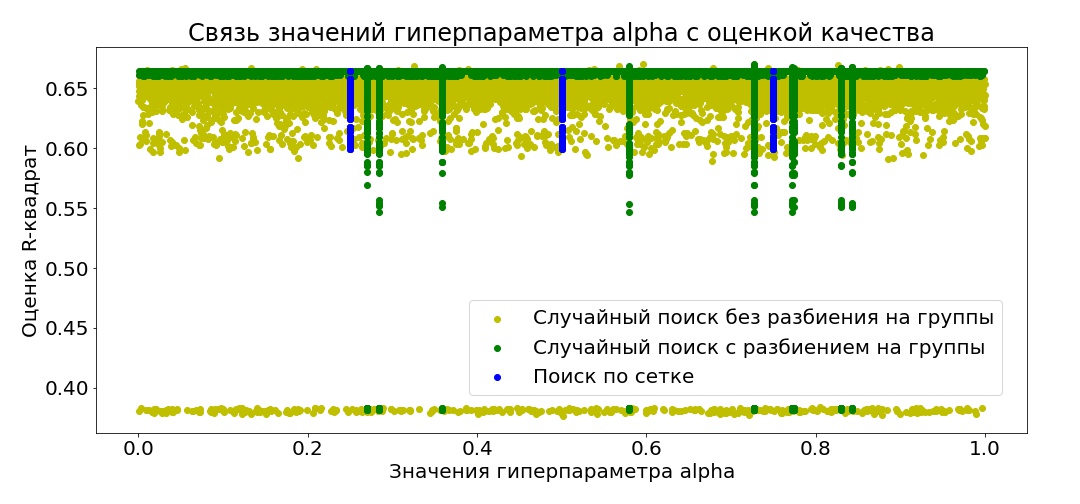 Связь значений гиперпараметра alpha с оценкой качества
Оценка R-квадрат
0.65
0.60
0.55
0.50
0.45
0.40
Случайный поиск без разбиения на группы
Случайный поиск с разбиением на группы
Поиск по сетке
0.0 0.2 0.4 0.6 0.8 1.0
Значения гиперпараметра alpha